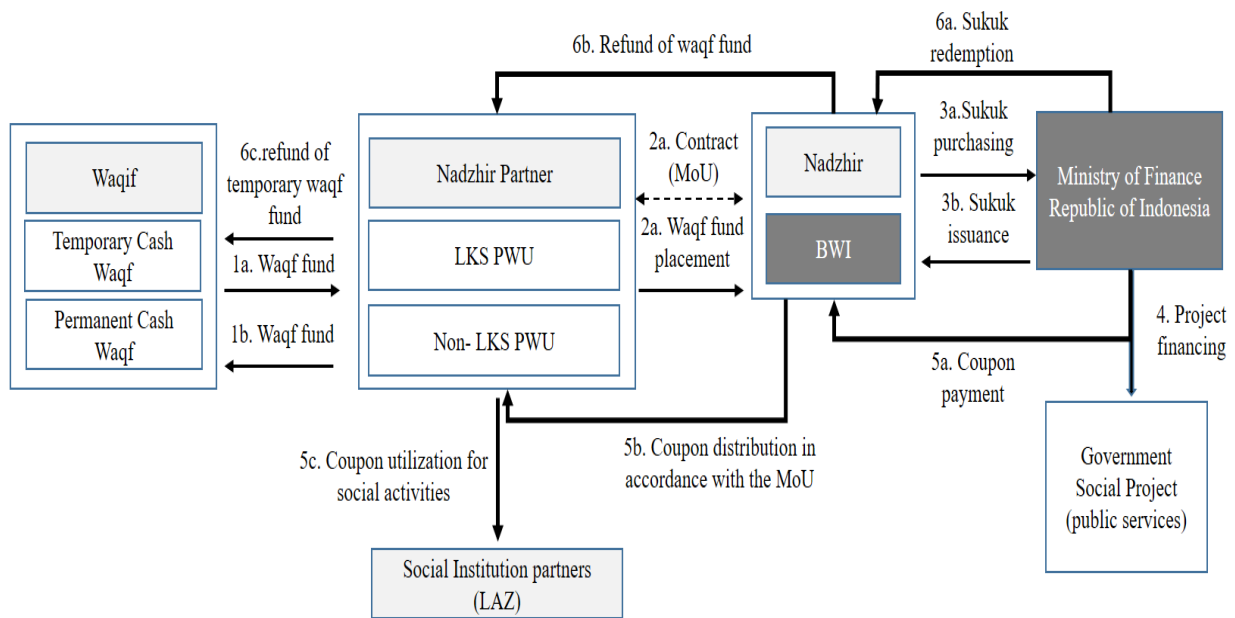 6b. Refund of waqf fund
6a. Sukuk
redemption
Waqif
Temporary Cash
Waqf
Permanent Cash
Waqf
6c.refund of
temporary waqf
fund
1a. Waqf fund
1b. Waqf fund
Nadzhir Partner
LKS PWU
Non- LKS PWU
2a. Contract
(MoU)
2a. Waqf fund
placement
Nadzhir
BWI
3a.Sukuk
purchasing
3b. Sukuk
issuance
Ministry of Finance
Republic of Indonesia
4. Project
financing
5a. Coupon
payment
5b. Coupon distribution in
accordance with the MoU
5c. Coupon utilization for
social activities
Government
Social Project
(public services)
Social Institution partners
(LAZ)